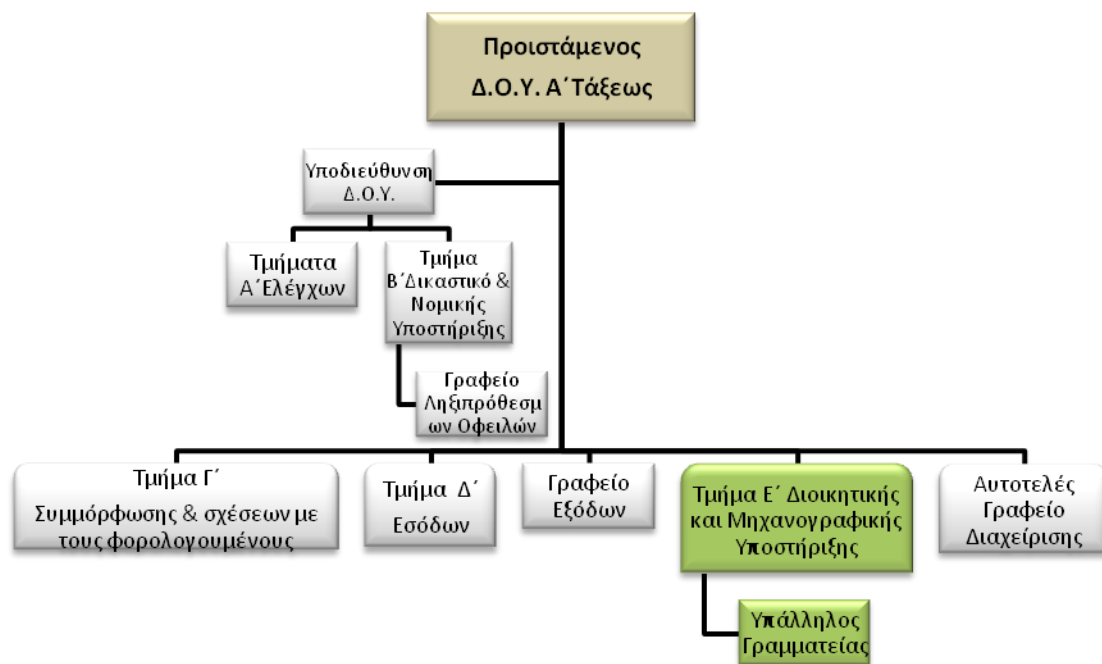 Προιστάμενος
Δ.Ο.Υ. Α΄Τάξεως
Υποδιεύθυνση
Δ.Ο.Υ.
Τμήματα
Α΄Ελέγχων
Τμήμα
Β΄Δικαστικό &
Νομικής
Υποστήριξης
Γραφείο
Ληξιπρόθεσμ
ων Οφειλών
Τμήμα Γ΄
Συμμόρφωσης & σχέσεων με
τους φορολογουμένους
Τμήμα Δ΄
Εσόδων
Γραφείο
Εξόδων
Τμήμα Ε΄ Διοικητικής
και Μηχανογραφικής
Υποστήριξης
Αυτοτελές
Γραφείο
Διαχείρισης
Υπάλληλος
Γραμματείας